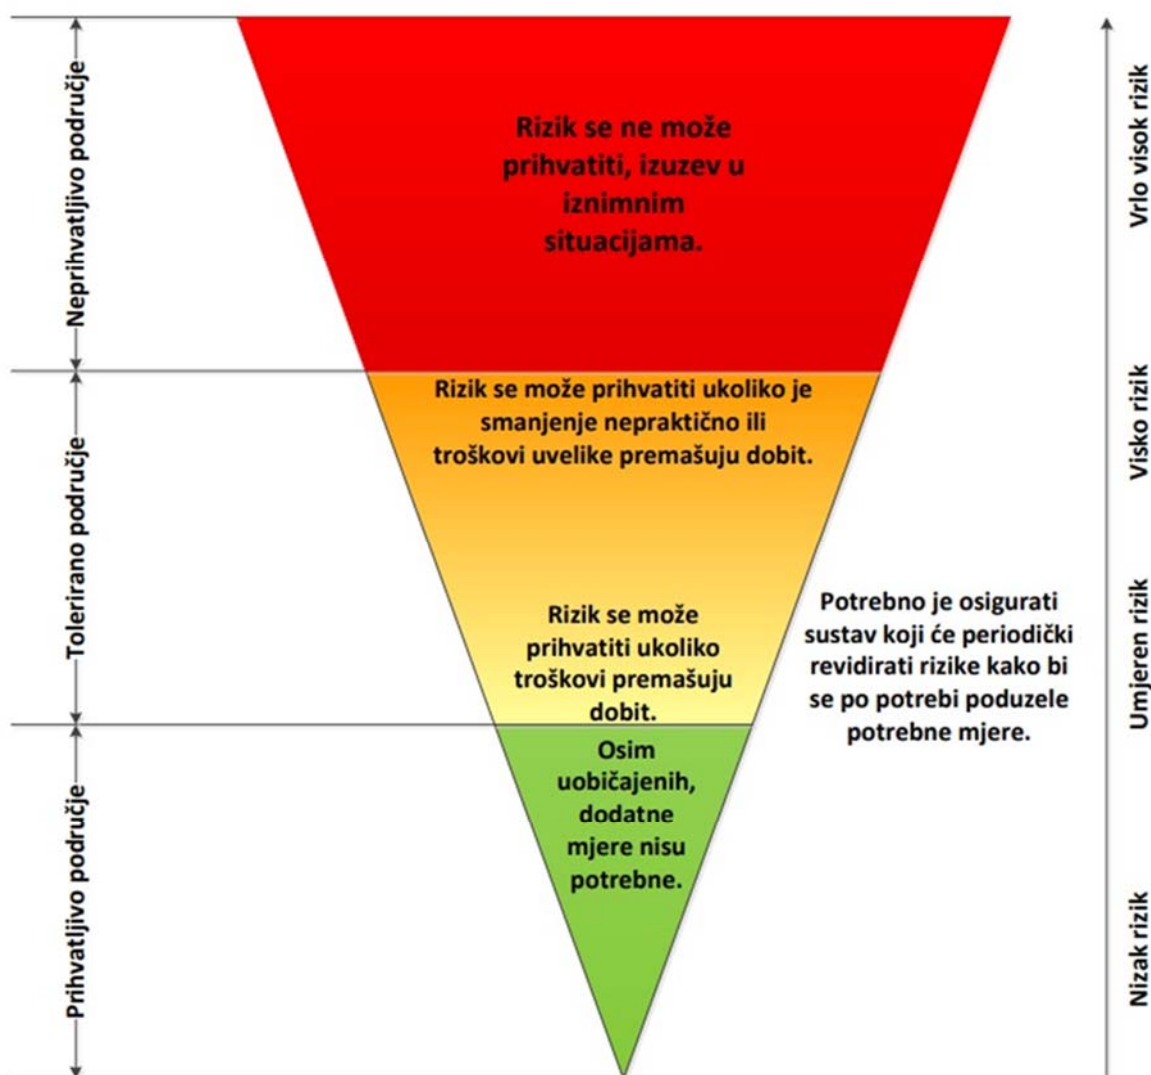 Neprihvatljivo područje
Tolerirano područje
Prihvatljivo područje
Rizik se ne može
prihvatiti, izuzev u
iznimnim
situacijama.
Rizik se može prihvatiti ukoliko je
smanjenje nepraktično ili
troškovi uvelike premašuju dobit.
Rizik se može
prihvatiti ukoliko
troškovi premašuju
dobit.
Osim
uobičajenih,
dodatne
mjere nisu
potrebne.
Potrebno je osigurati
sustav koji će periodički
revidirati rizike kako bi
se po potrebi poduzele
potrebne mjere.
Vrlo visok rizik
Visko rizik
Umjeren rizik
Nizak rizik